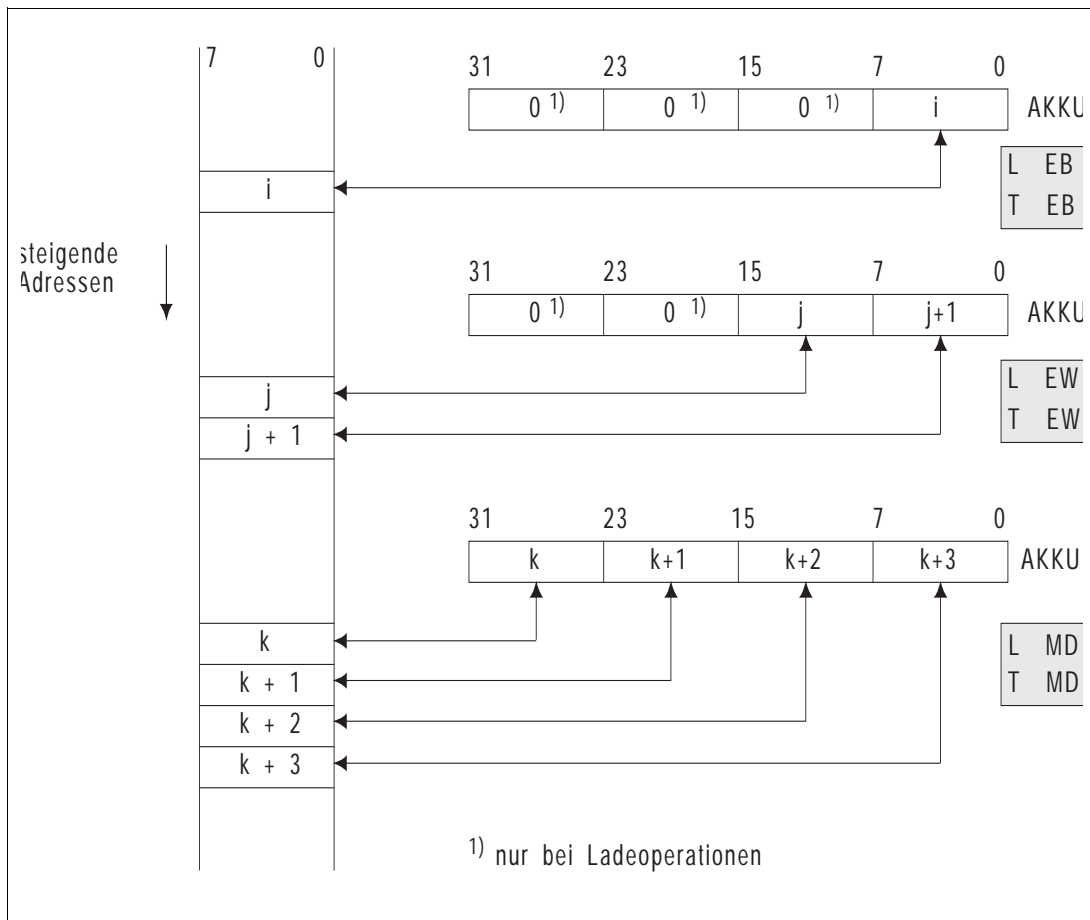 7 0
31 23 15 7 0
0 1) 0 1) 0 1) i AKKU
i
L EB
T EB
steigende
Adressen
31 23 15 7 0
0 1) 0 1) j j+1 AKKU
j
j + 1
L EW
T EW
31 23 15 7 0
k k+1 k+2 k+3 AKKU
k
k + 1
k + 2
k + 3
L MD
T MD
1) nur bei Ladeoperationen